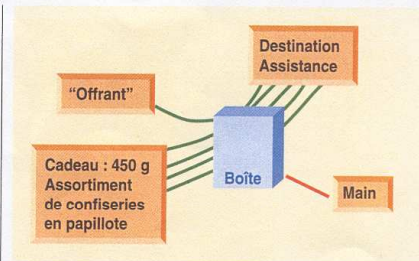 Destination
Assistance
“Offrant”
Cadeau : 450 g
Assortiment
de confiseries
en papillote
Boîte
Main